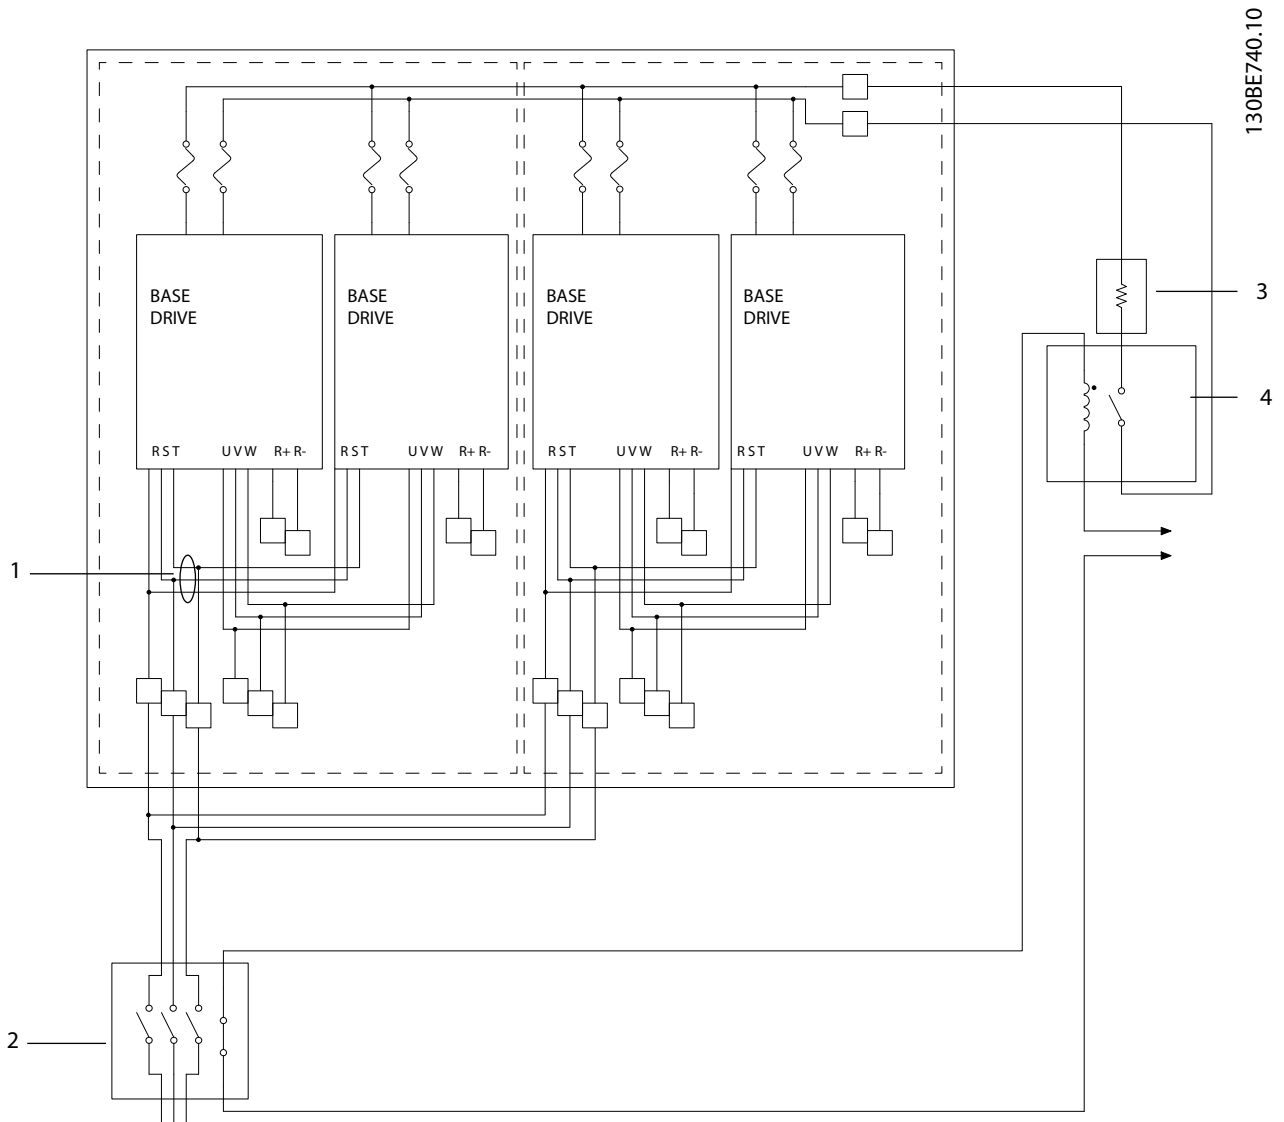 130BE740.10
BASE
DRIVE
BASE
DRIVE
BASE
DRIVE
BASE
DRIVE
3
4
R S T U V W R+ R- R S T U V W R+ R- R S T U V W R+ R- R S T U V W R+ R-
1
2